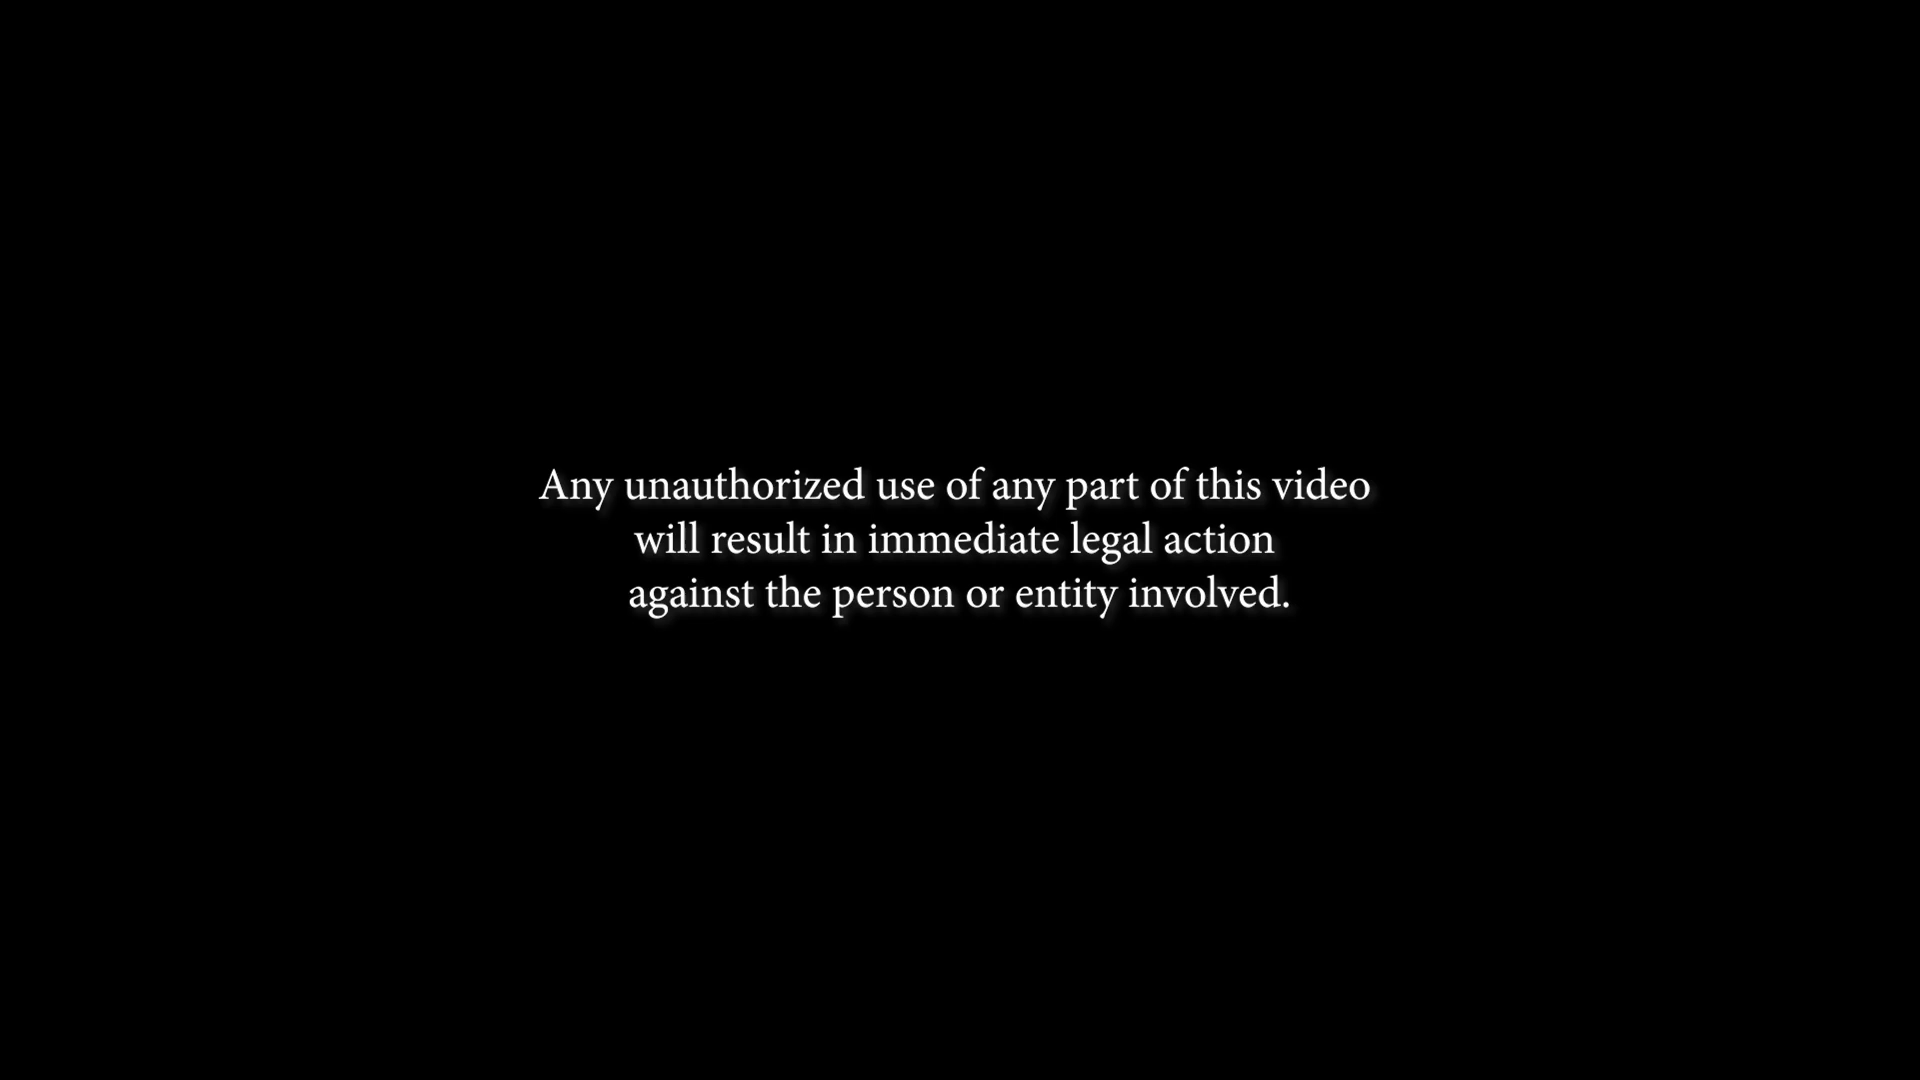 Any unauthorized use of any part of this video
will result in immediate legal action
against the person or entity involved.